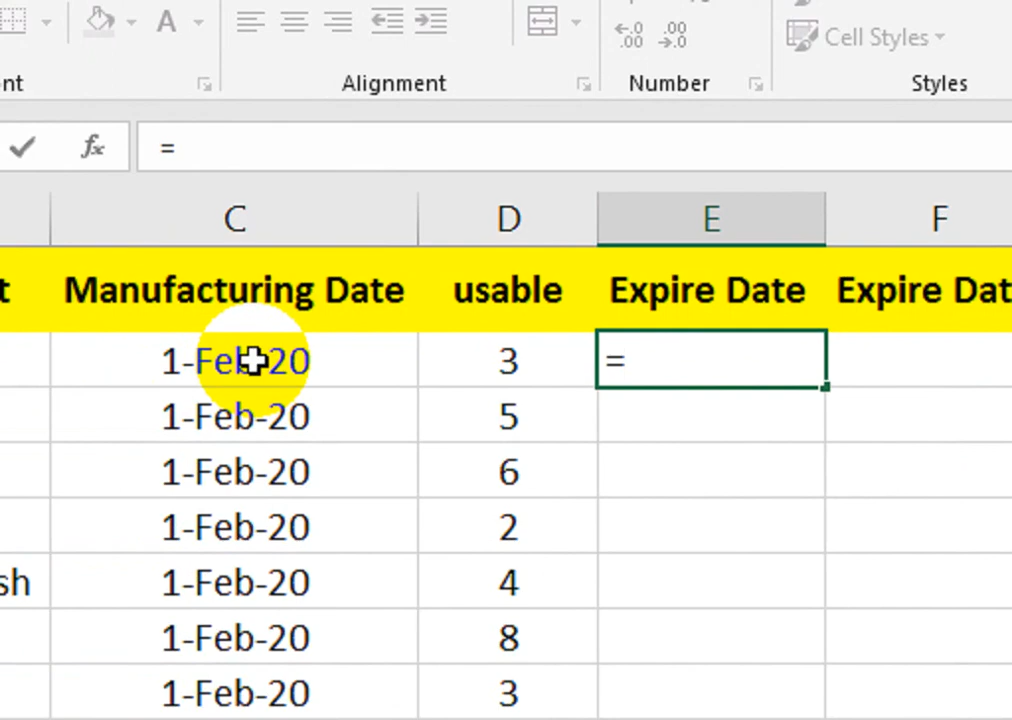 Cell Styles
nt Alignment Number Styles
fx =
C D E F
t Manufacturing Date usable Expire Date Expire Dat
1-Feb-20 3 =
1-Feb-20 5
1-Feb-20 6
1-Feb-20 2
sh 1-Feb-20 4
1-Feb-20 8
1-Feb-20 3